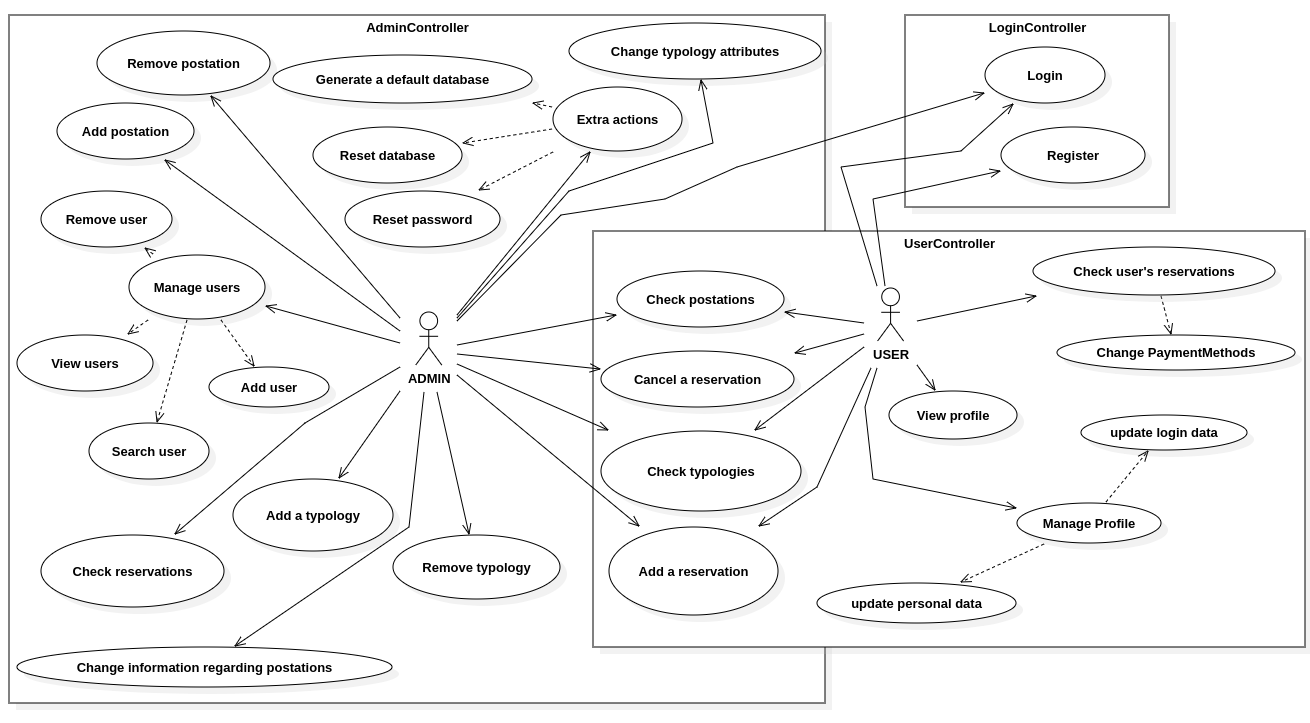 AdminController
LoginController
Remove postation
Generate a default database
Change typology attributes
Login
Add postation
Extra actions
Reset database
Register
Remove user
Reset password
UserController
Manage users
Check postations
Check user's reservations
View users
Add user
ADMIN
Cancel a reservation
USER
Change PaymentMethods
View profile
Search user
Check typologies
update login data
Add a typology
Manage Profile
Check reservations
Remove typology
Add a reservation
update personal data
Change information regarding postations